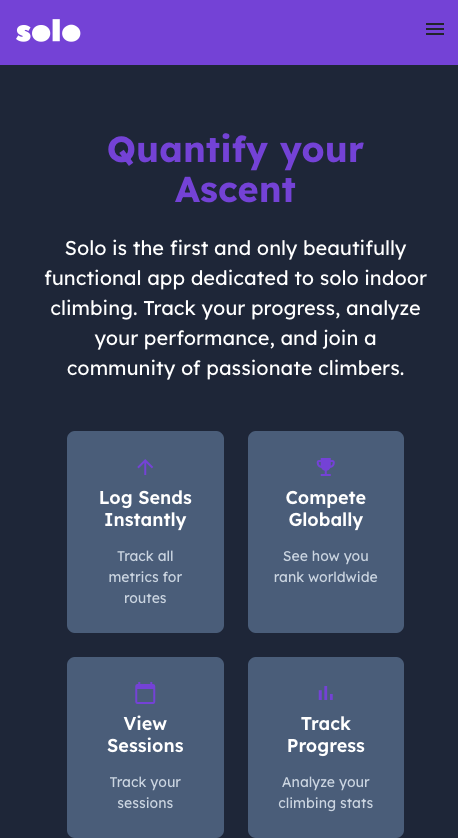 solo
Quantify your
Ascent
Solo is the first and only beautifully
functional app dedicated to solo indoor
climbing. Track your progress, analyze
your performance, and join a
community of passionate climbers.
Log Sends
Instantly
Track all
metrics for
routes
Compete
Globally
See how you
rank worldwide
View
Sessions
Track your
sessions
Track
Progress
Analyze your
climbing stats